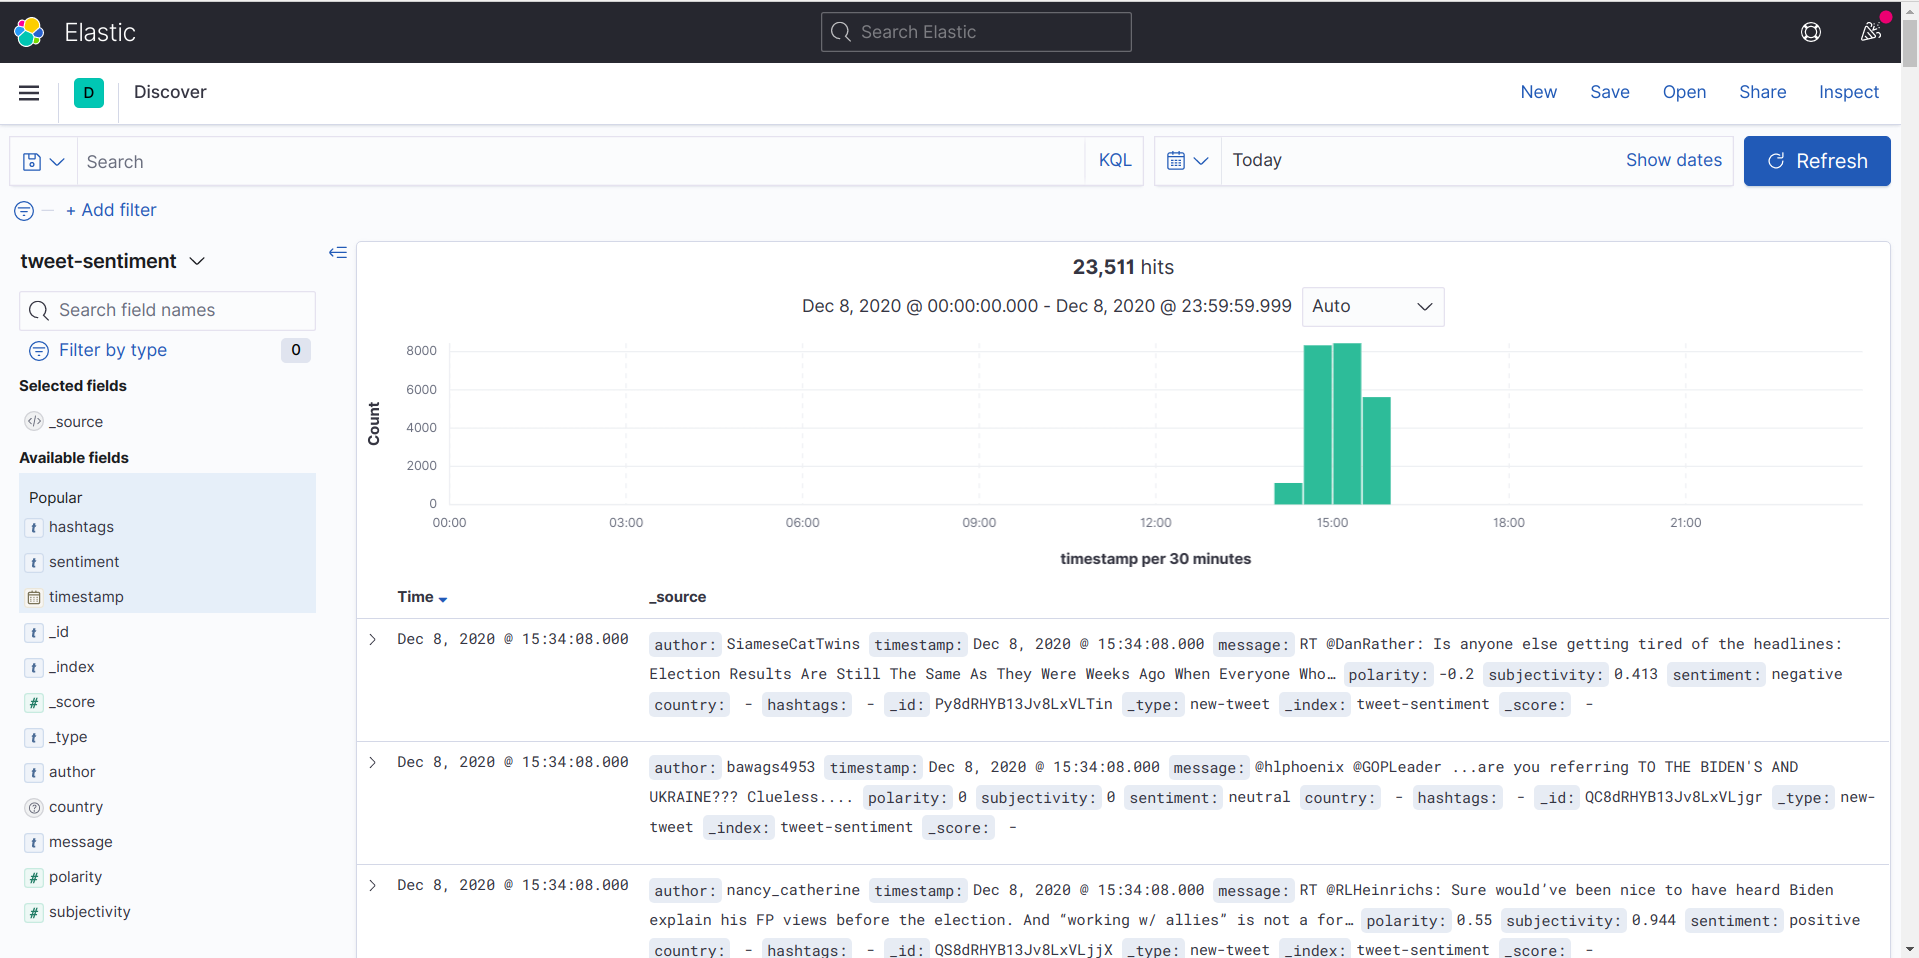 Elastic
Search Elastic
D
Discover
New Save Open Share Inspect
Search
KQL
Today
Show dates
Refresh
+ Add filter
tweet-sentiment
Search field names
Filter by type 0
Selected fields
_source
Available fields
Popular
t hashtags
t sentiment
timestamp
t _id
t _index
# _score
t _type
t author
country
t message
# polarity
# subjectivity
23,511 hits
Dec 8, 2020 @ 00:00:00.000 - Dec 8, 2020 @ 23:59:59.999 Auto
Count
8000
6000
4000
2000
0
00:00 03:00 06:00 09:00 12:00 15:00 18:00 21:00
timestamp per 30 minutes
Time _source
Dec 8, 2020 @ 15:34:08.000 author: SiameseCatTwins timestamp: Dec 8, 2020 @ 15:34:08.000 message: RT @DanRather: Is anyone else getting tired of the headlines:
Election Results Are Still The Same As They Were Weeks Ago When Everyone Who… polarity: -0.2 subjectivity: 0.413 sentiment: negative
country: - hashtags: - _id: Py8dRHYB13Jv8LxVLTin _type: new-tweet _index: tweet-sentiment _score: -
Dec 8, 2020 @ 15:34:08.000 author: bawags4953 timestamp: Dec 8, 2020 @ 15:34:08.000 message: @hlphoenix @GOPLeader ...are you referring TO THE BIDEN'S AND
UKRAINE??? Clueless.... polarity: 0 subjectivity: 0 sentiment: neutral country: - hashtags: - _id: QC8dRHYB13Jv8LxVLjgr _type: new-
tweet _index: tweet-sentiment _score: -
Dec 8, 2020 @ 15:34:08.000 author: nancy_catherine timestamp: Dec 8, 2020 @ 15:34:08.000 message: RT @RLHeinrichs: Sure would’ve been nice to have heard Biden
explain his FP views before the election. And “working w/ allies” is not a for… polarity: 0.55 subjectivity: 0.944 sentiment: positive
country: - hashtags: - _id: QS8dRHYB13Jv8LxVLjjX _type: new-tweet _index: tweet-sentiment _score: -